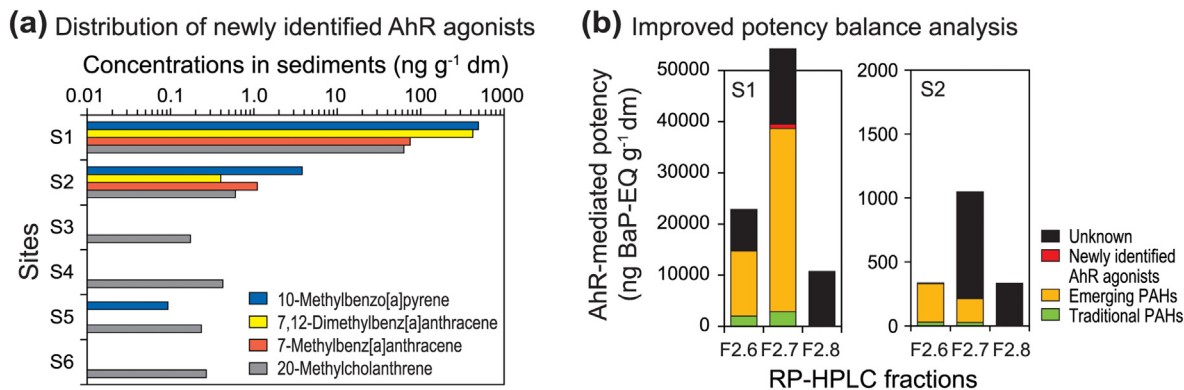 (a) Distribution of newly identified AhR agonists
Concentrations in sediments (ng g⁻¹ dm)
0.01 0.1 1.0 10 100 1000
Sites
S1
S2
S3
S4
S5
S6
10-Methylbenzo[a]pyrene
7,12-Dimethylbenz[a]anthracene
7-Methylbenz[a]anthracene
20-Methylcholanthrene
(b) Improved potency balance analysis
AhR-mediated potency
(ng BaP-EQ g⁻¹ dm)
50000
40000
30000
20000
10000
0
S1
F2.6 F2.7 F2.8
2000
1500
1000
500
0
S2
F2.6 F2.7 F2.8
RP-HPLC fractions
Unknown
Newly identified
AhR agonists
Emerging PAHs
Traditional PAHs